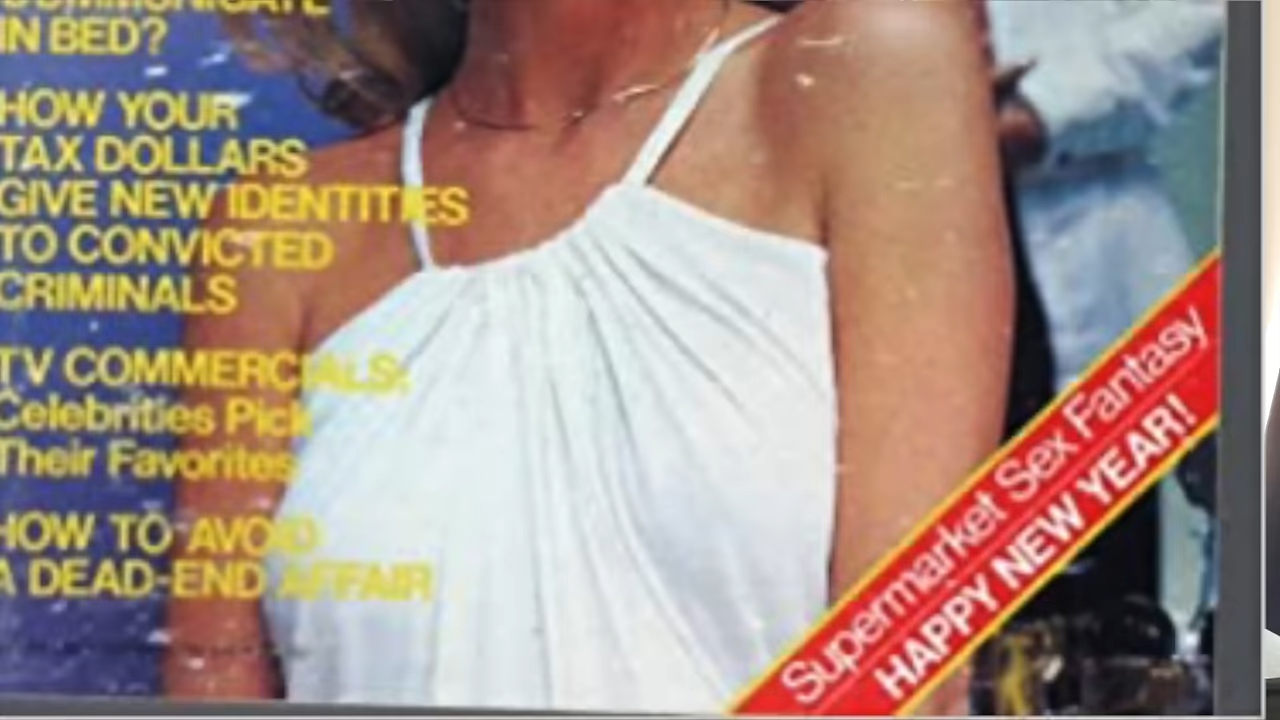 COMMUNICATE
IN BED?
HOW YOUR
TAX DOLLARS
GIVE NEW IDENTITIES
TO CONVICTED
CRIMINALS
TV COMMERCIALS:
Celebrities Pick
Their Favorites
HOW TO AVOID
A DEAD-END AFFAIR
Supermarket Sex Fantasy
HAPPY NEW YEAR!